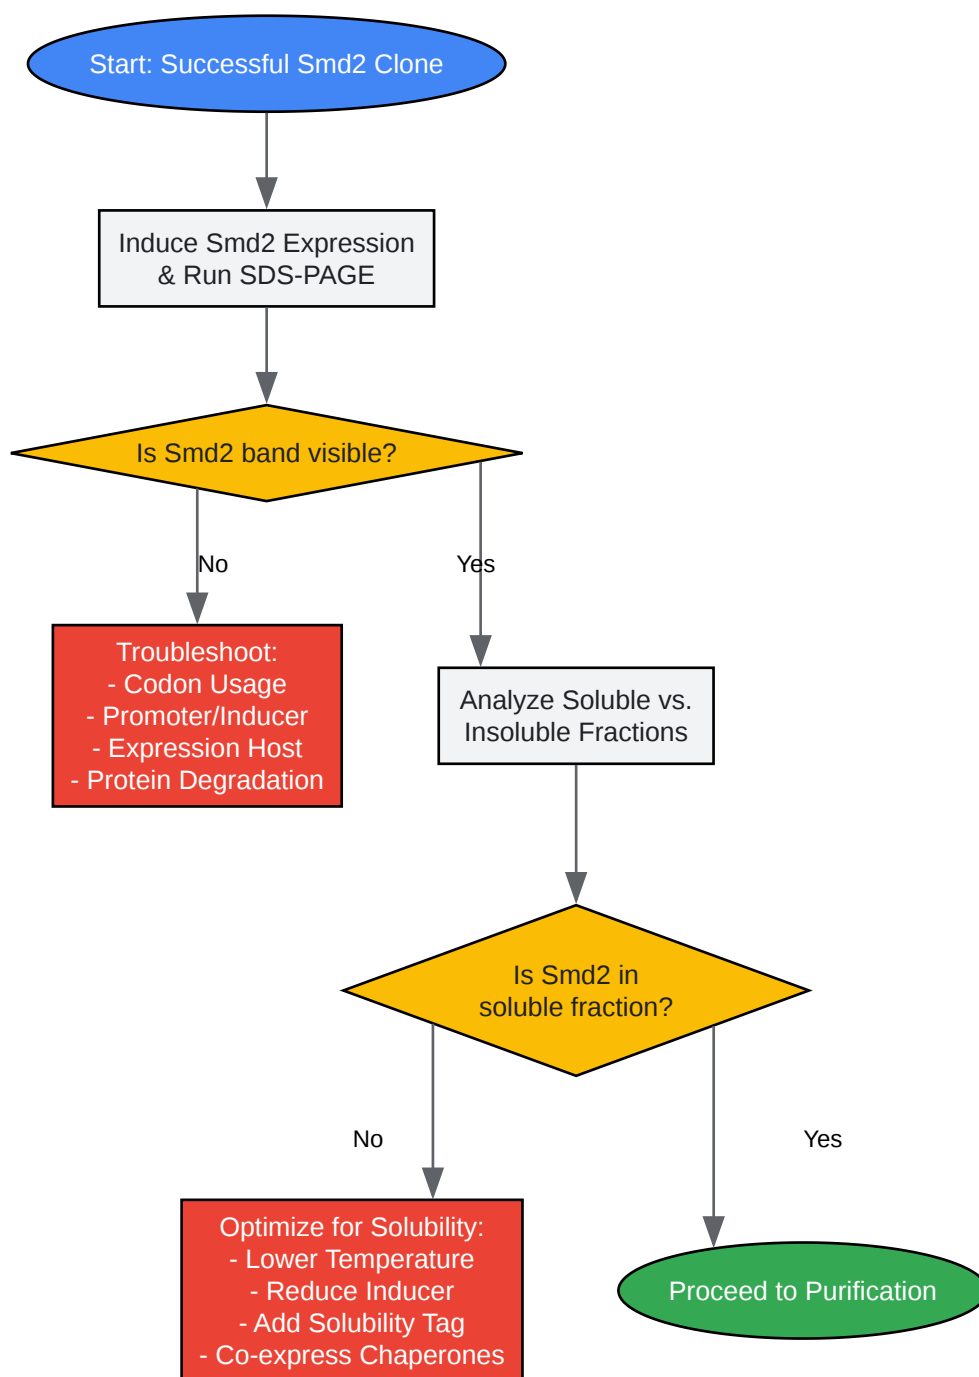 Start: Successful Smd2 Clone
Induce Smd2 Expression
& Run SDS-PAGE
Is Smd2 band visible?
No
Yes
Troubleshoot:
- Codon Usage
- Promoter/Inducer
- Expression Host
- Protein Degradation
Analyze Soluble vs.
Insoluble Fractions
Is Smd2 in
soluble fraction?
No
Yes
Optimize for Solubility:
- Lower Temperature
- Reduce Inducer
- Add Solubility Tag
- Co-express Chaperones
Proceed to Purification